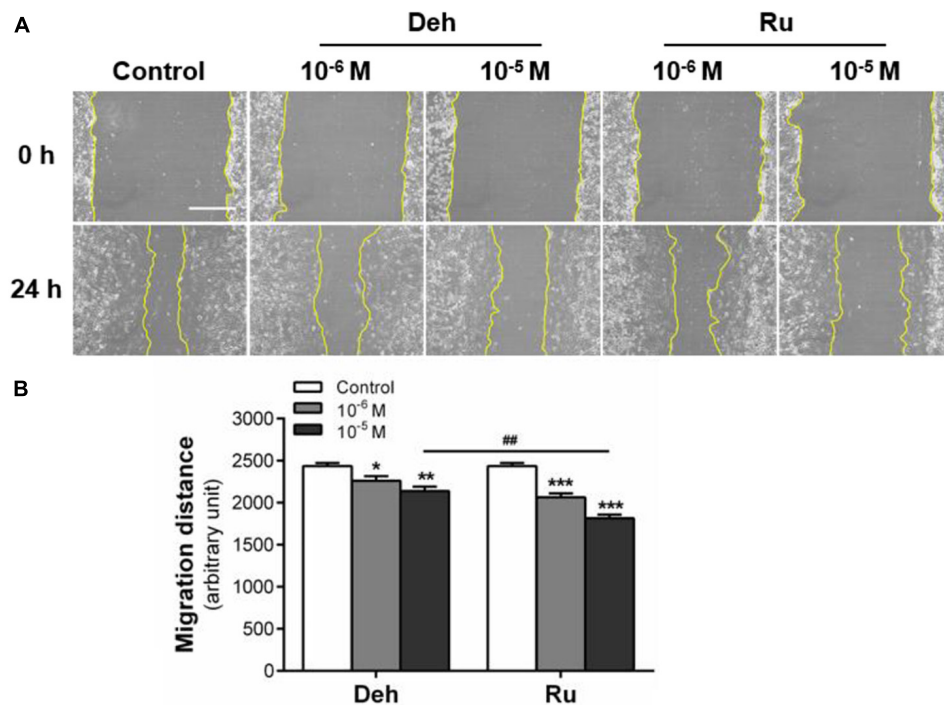 A
Deh
Ru
Control
10⁻⁶ M
10⁻⁵ M
10⁻⁶ M
10⁻⁵ M
0 h
24 h
B
Control
10⁻⁶ M
10⁻⁵ M
Migration distance
(arbitrary unit)
3000
2500
2000
1500
1000
500
0
*
**
##
***
***
Deh
Ru